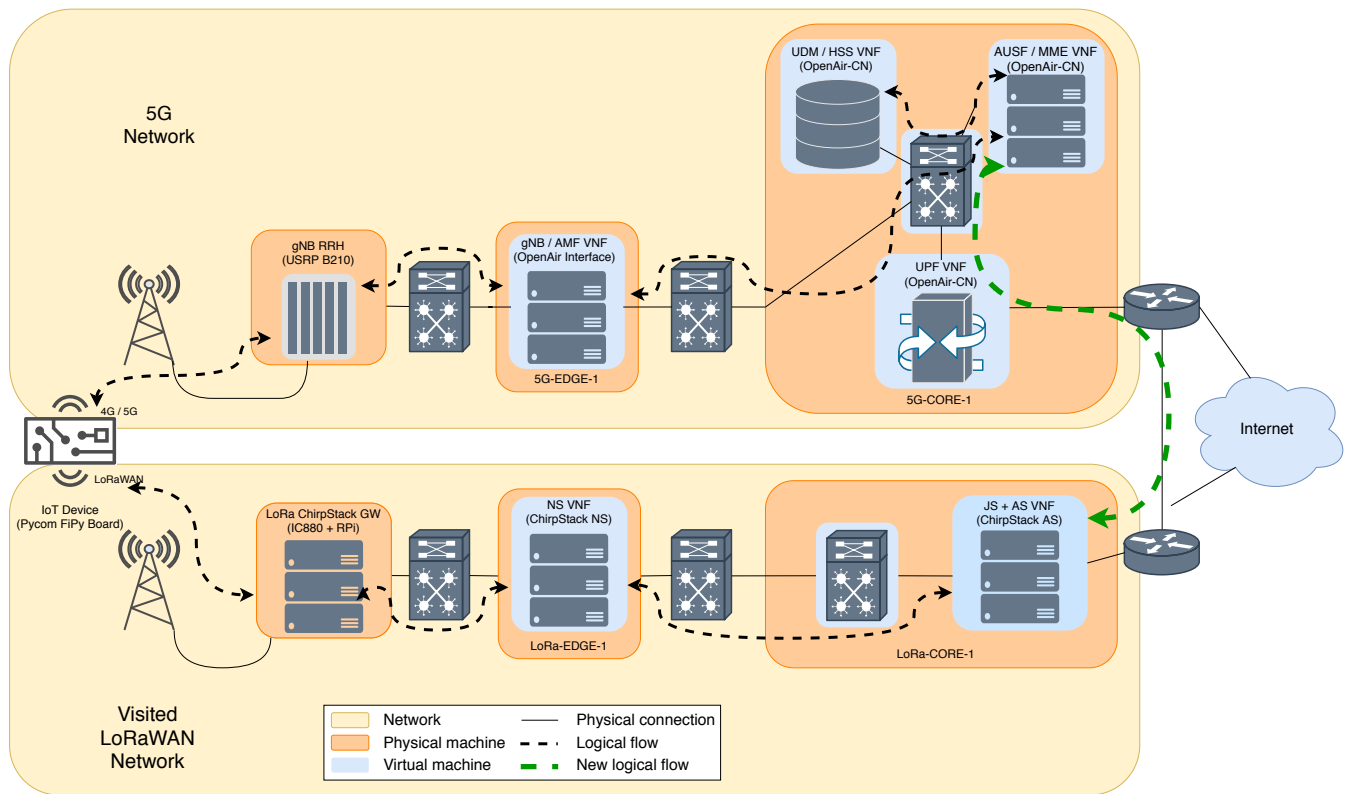 5G
Network
UDM / HSS VNF
(OpenAir-CN)
AUSF / MME VNF
(OpenAir-CN)
gNB RRH
(USRP B210)
gNB / AMF VNF
(OpenAir Interface)
5G-EDGE-1
UPF VNF
(OpenAir-CN)
5G-CORE-1
4G / 5G
LoRaWAN
IoT Device
(Pycom FiPy Board)
Internet
LoRa ChirpStack GW
(IC880 + RPi)
NS VNF
(ChirpStack NS)
LoRa-EDGE-1
JS + AS VNF
(ChirpStack AS)
LoRa-CORE-1
Visited
LoRaWAN
Network
Network
Physical machine
Virtual machine
Physical connection
Logical flow
New logical flow